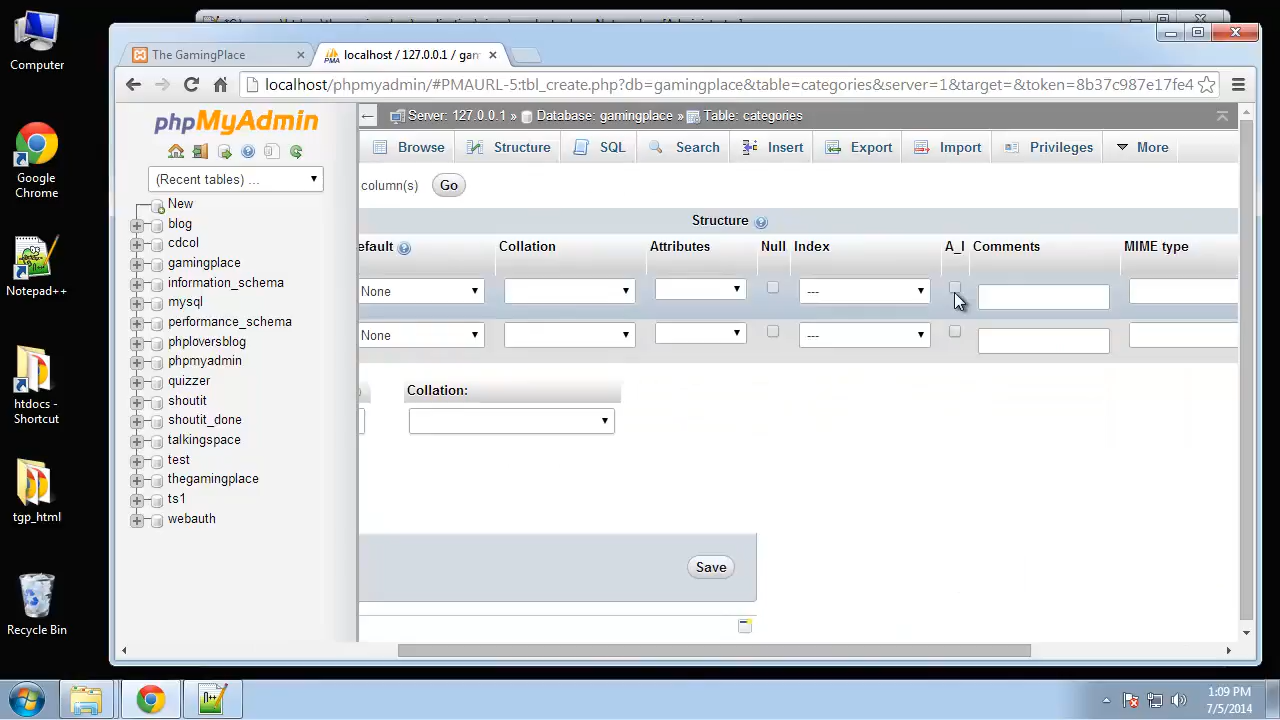 Computer
Google
Chrome
Notepad++
htdocs -
Shortcut
tgp_html
Recycle Bin
The GamingPlace
localhost / 127.0.0.1 / gam
localhost/phpmyadmin/#PMAURL-5:tbl_create.php?db=gamingplace&table=categories&server=1&target=&token=8b37c987e17fe4
phpMyAdmin
(Recent tables) ...
New
blog
cdcol
gamingplace
information_schema
mysql
performance_schema
phploversblog
phpmyadmin
quizzer
shoutit
shoutit_done
talkingspace
test
thegamingplace
ts1
webauth
Server: 127.0.0.1 » Database: gamingplace » Table: categories
Browse Structure SQL Search Insert Export Import Privileges More
column(s) Go
Structure
efault Collation Attributes Null Index A_I Comments MIME type
None ---
None ---
Collation:
Save
1:09 PM
7/5/2014